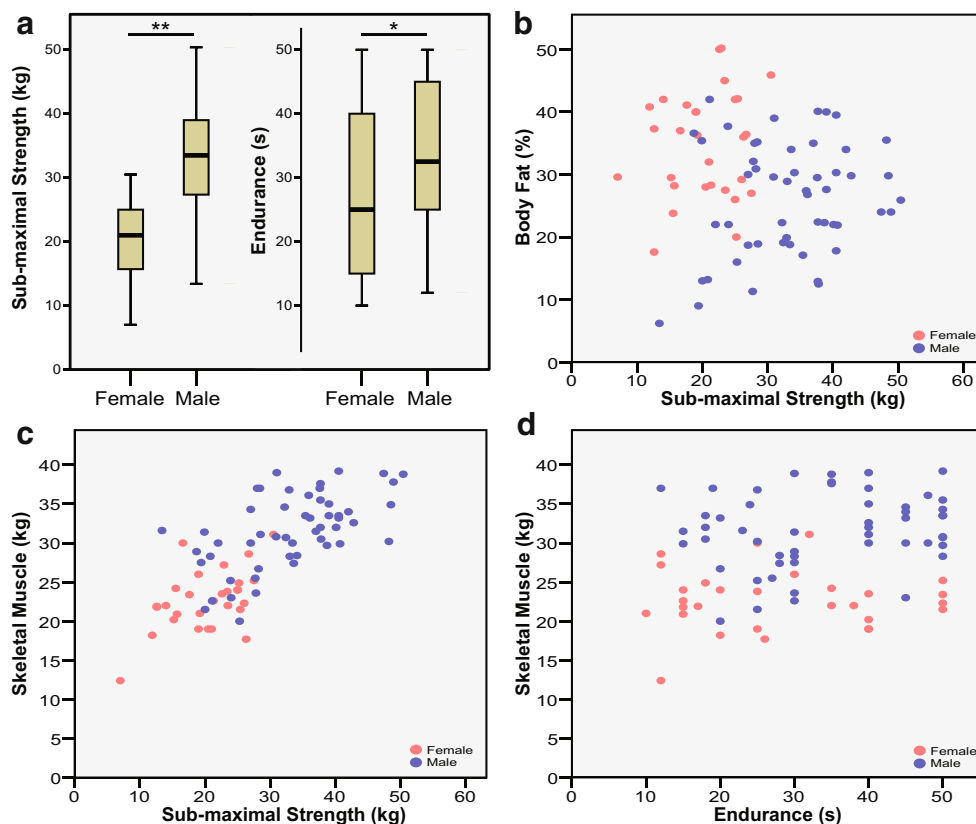 a
**
*
Sub-maximal Strength (kg)
50
40
30
20
10
0
Endurance (s)
50
40
30
20
10
Female Male
Female Male
b
Body Fat (%)
50
40
30
20
10
0
Female
Male
0 10 20 30 40 50 60
Sub-maximal Strength (kg)
c
Skeletal Muscle (kg)
40
35
30
25
20
15
10
5
0
Female
Male
0 10 20 30 40 50 60
Sub-maximal Strength (kg)
d
Skeletal Muscle (kg)
40
35
30
25
20
15
10
5
0
Female
Male
0 10 20 30 40 50
Endurance (s)